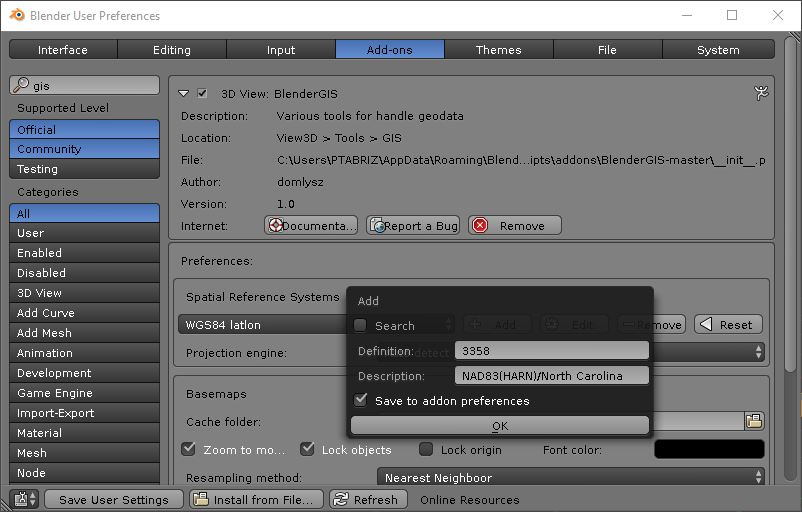 Blender User Preferences
Interface Editing Input Add-ons Themes File System
gis
Supported Level
Official
Community
Testing
Categories
All
User
Enabled
Disabled
3D View
Add Curve
Add Mesh
Animation
Development
Game Engine
Import-Export
Material
Mesh
Node
3D View: BlenderGIS
Description: Various tools for handle geodata
Location: View3D > Tools > GIS
File: C:\Users\PTABRIZ\AppData\Roaming\Blend...ipts\addons\BlenderGIS-master\__init__.p
Author: domlysz
Version: 1.0
Internet: Documenta... Report a Bug Remove
Preferences:
Spatial Reference Systems
WGS84 latlon Add Edit Remove Reset
Projection engine: detect
Add
Search
Definition: 3358
Description: NAD83(HARN)/North Carolina
Save to addon preferences
OK
Basemaps
Cache folder:
Zoom to mo... Lock objects Lock origin Font color:
Resampling method: Nearest Neighboor
Save User Settings Install from File... Refresh Online Resources